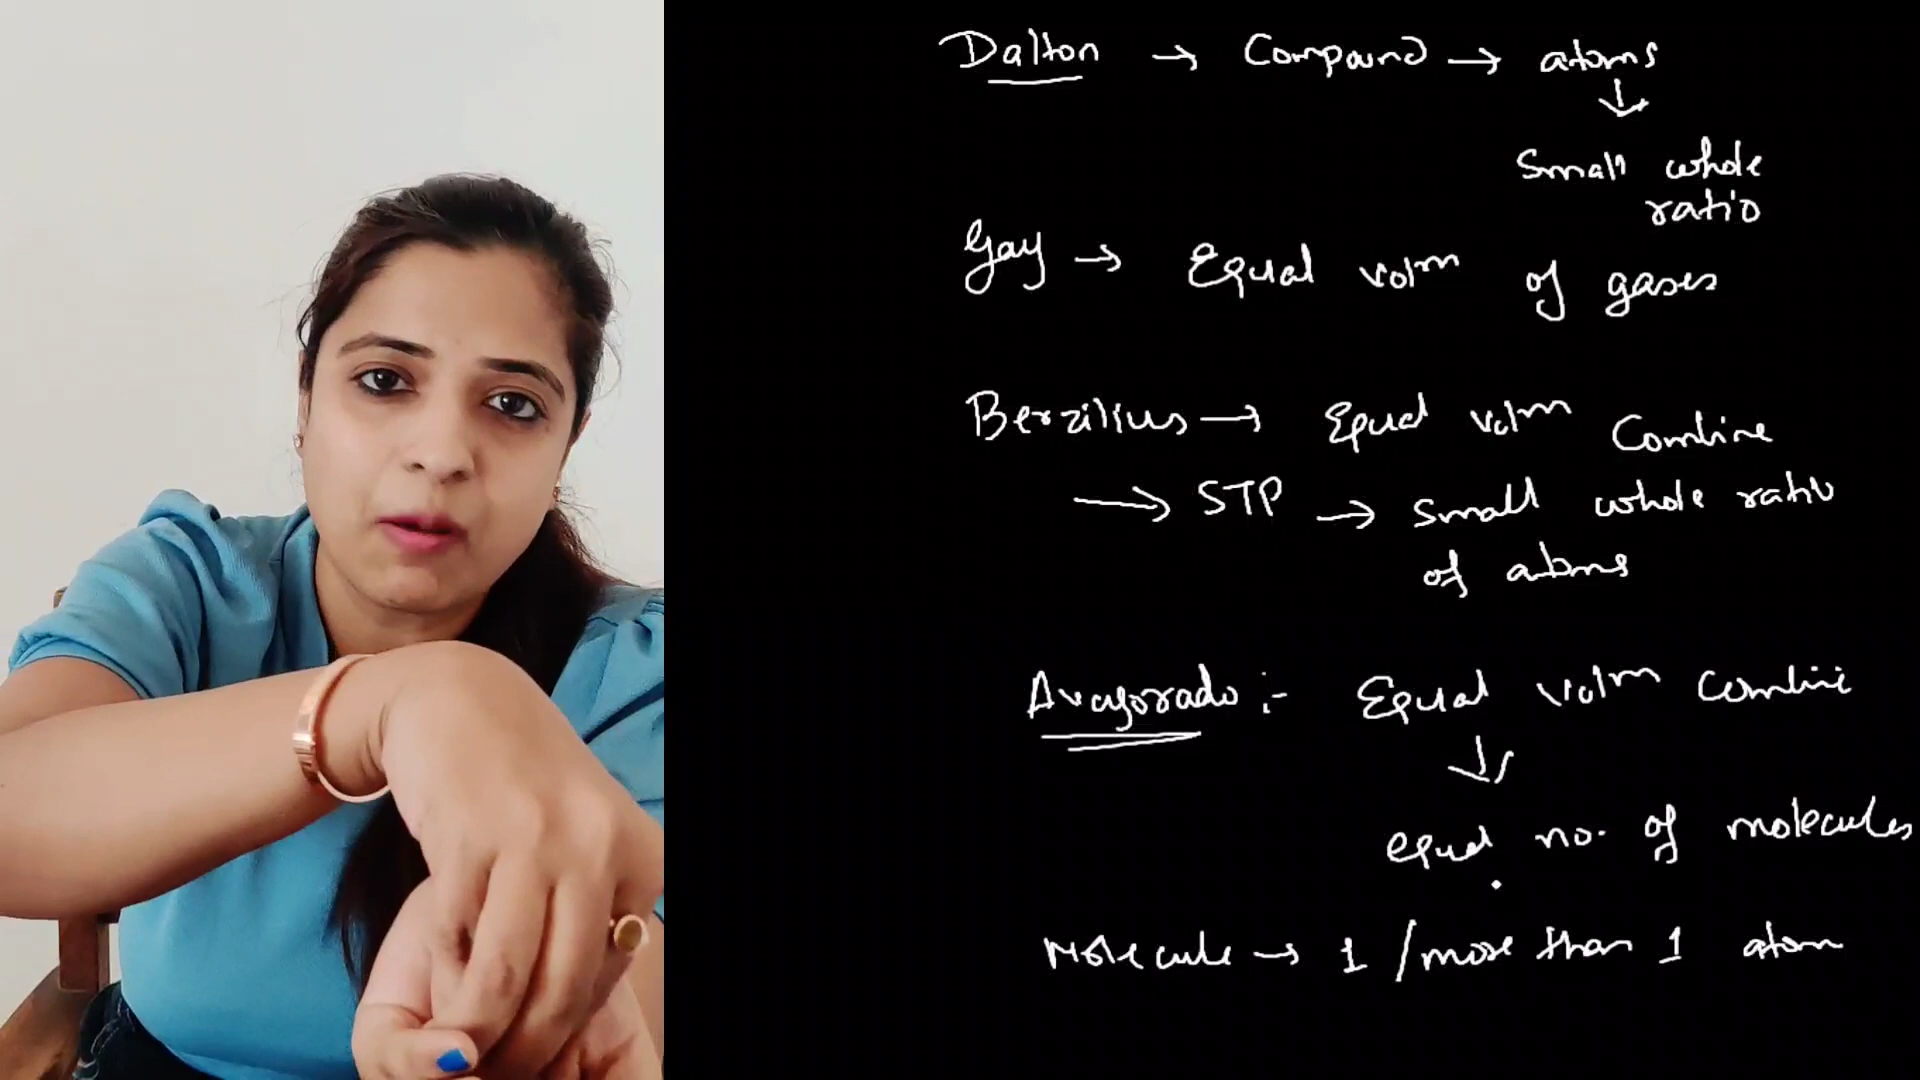 Dalton → Compound → atoms
↓
Small whole
ratio
Gay → Equal volm of gases
Berzilius → Equal volm Combine
→ STP → Small whole ratio
of atoms
Avagorado :- Equal volm combine
↓
equal no. of molecules
Molecule → 1 / more than 1 atom